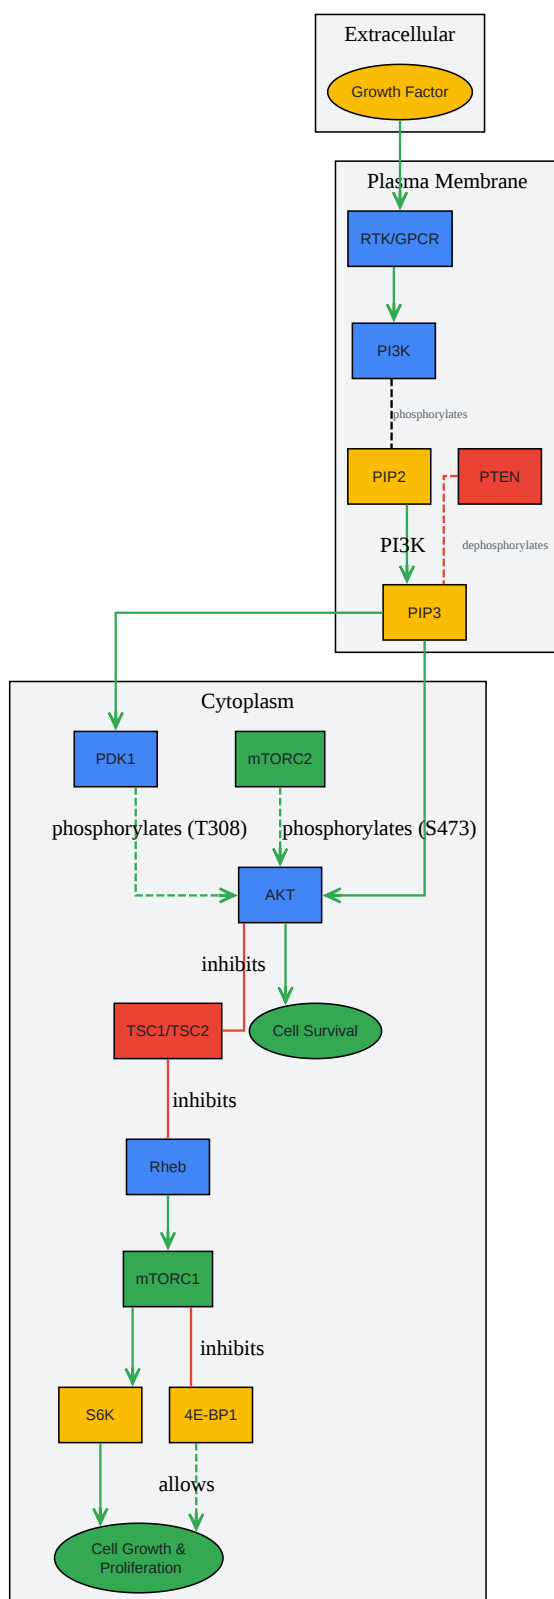 Extracellular
Growth Factor
Plasma Membrane
RTK/GPCR
PI3K
phosphorylates
PIP2
PTEN
PI3K
dephosphorylates
PIP3
Cytoplasm
PDK1
mTORC2
phosphorylates (T308)
phosphorylates (S473)
AKT
inhibits
TSC1/TSC2
Cell Survival
inhibits
Rheb
mTORC1
inhibits
S6K
4E-BP1
allows
Cell Growth &
Proliferation